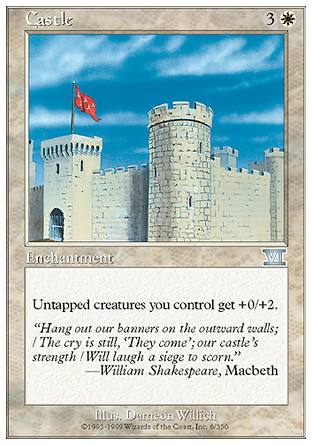 Castle 3
Enchantment VI
Untapped creatures you control get +0/+2.
“Hang out our banners on the outward walls;
/ The cry is still, ‘They come’; our castle’s
strength / Will laugh a siege to scorn.”
—William Shakespeare, Macbeth
Illus. Dameon Willich
©1993-1999 Wizards of the Coast, Inc. 6/350